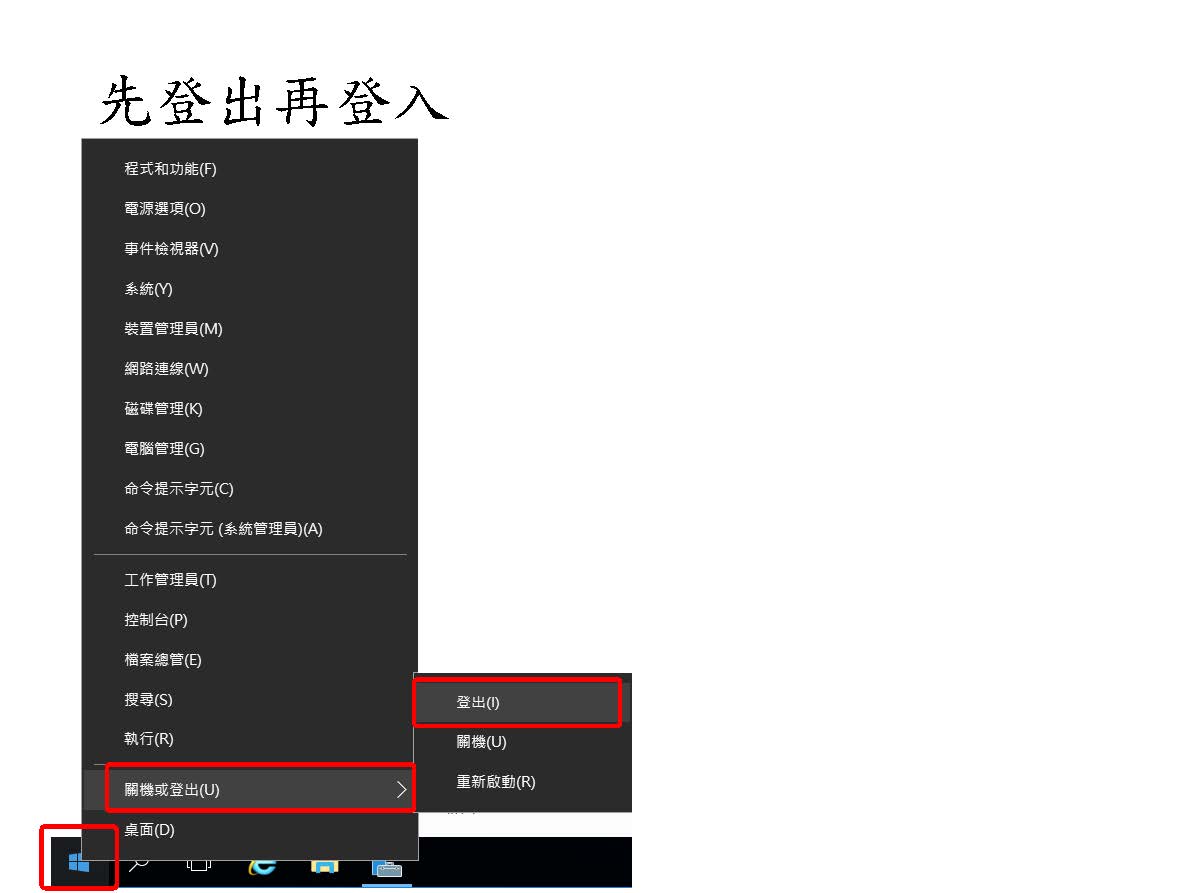 先登出再登入
程式和功能(F)
電源選項(O)
事件檢視器(V)
系統(Y)
裝置管理員(M)
網路連線(W)
磁碟管理(K)
電腦管理(G)
命令提示字元(C)
命令提示字元 (系統管理員)(A)
工作管理員(T)
控制台(P)
檔案總管(E)
搜尋(S)
執行(R)
關機或登出(U)
桌面(D)
登出(I)
關機(U)
重新啟動(R)